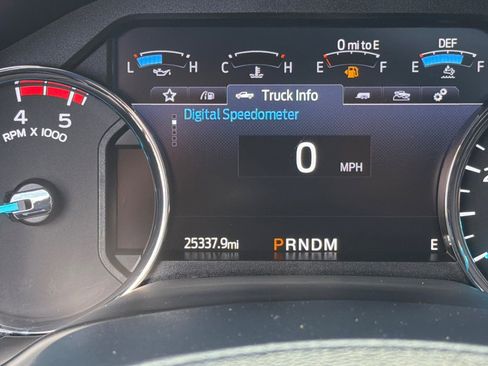 0 mi to E DEF
L H C H E F E F
Truck Info
Digital Speedometer
4 5
RPM X 1000
0 MPH
25337.9mi PRNDM E